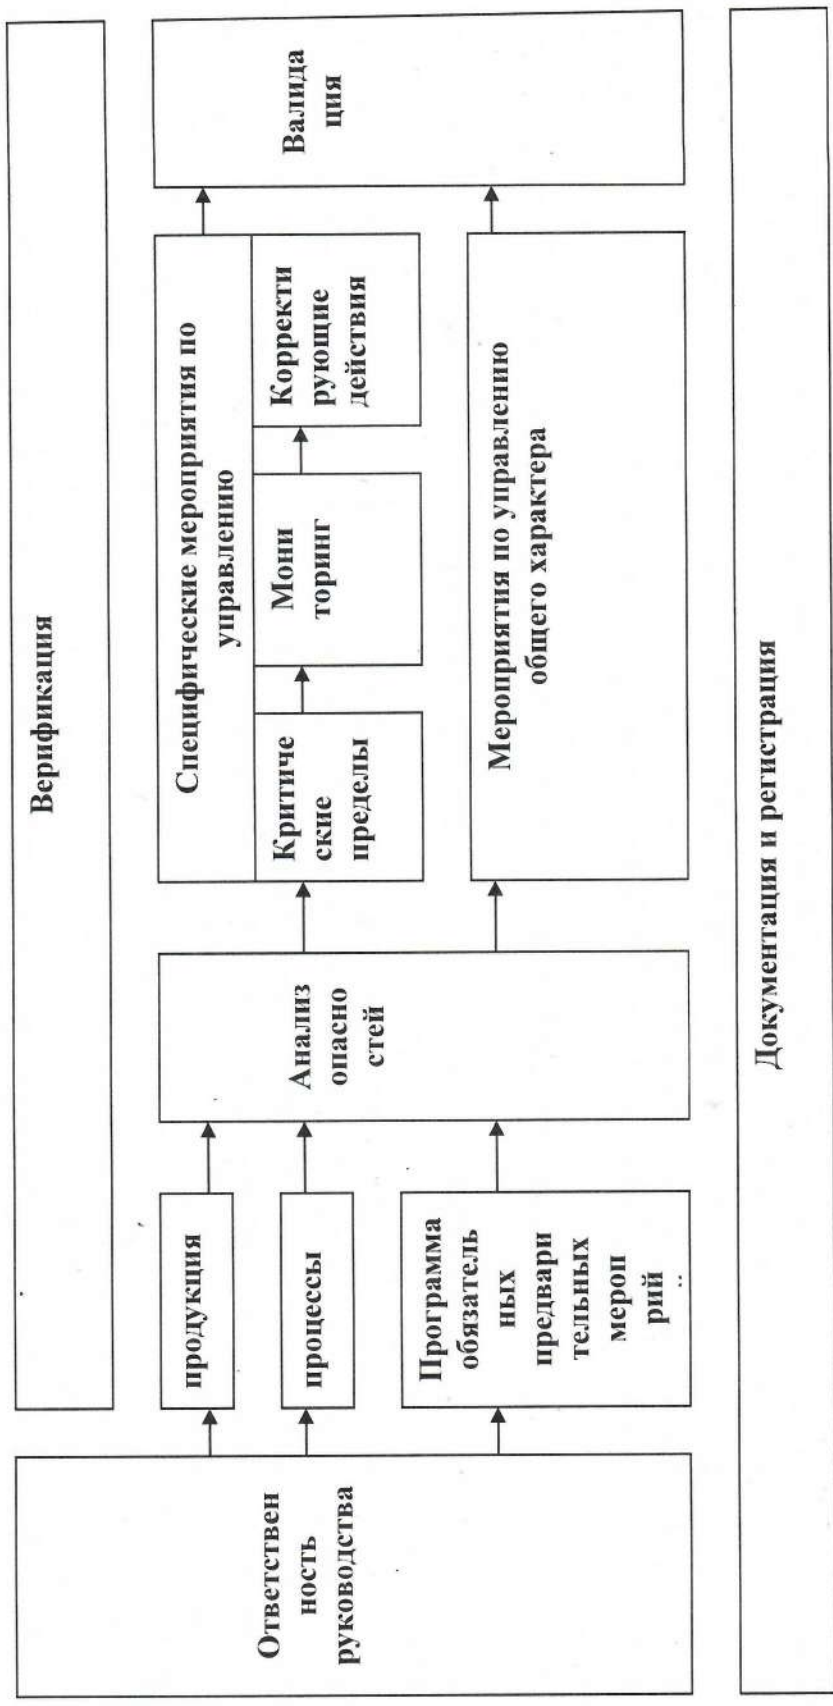 Верификация
Ответствен
ность
руководства
продукция
процессы
Программа
обязатель
ных
предвари
тельных
мероп
рий
Анализ
опасно
стей
Специфические мероприятия по
управлению
Критиче
ские
пределы
Мони
торинг
Корректи
рующие
действия
Мероприятия по управлению
общего характера
Валида
ция
Документация и регистрация